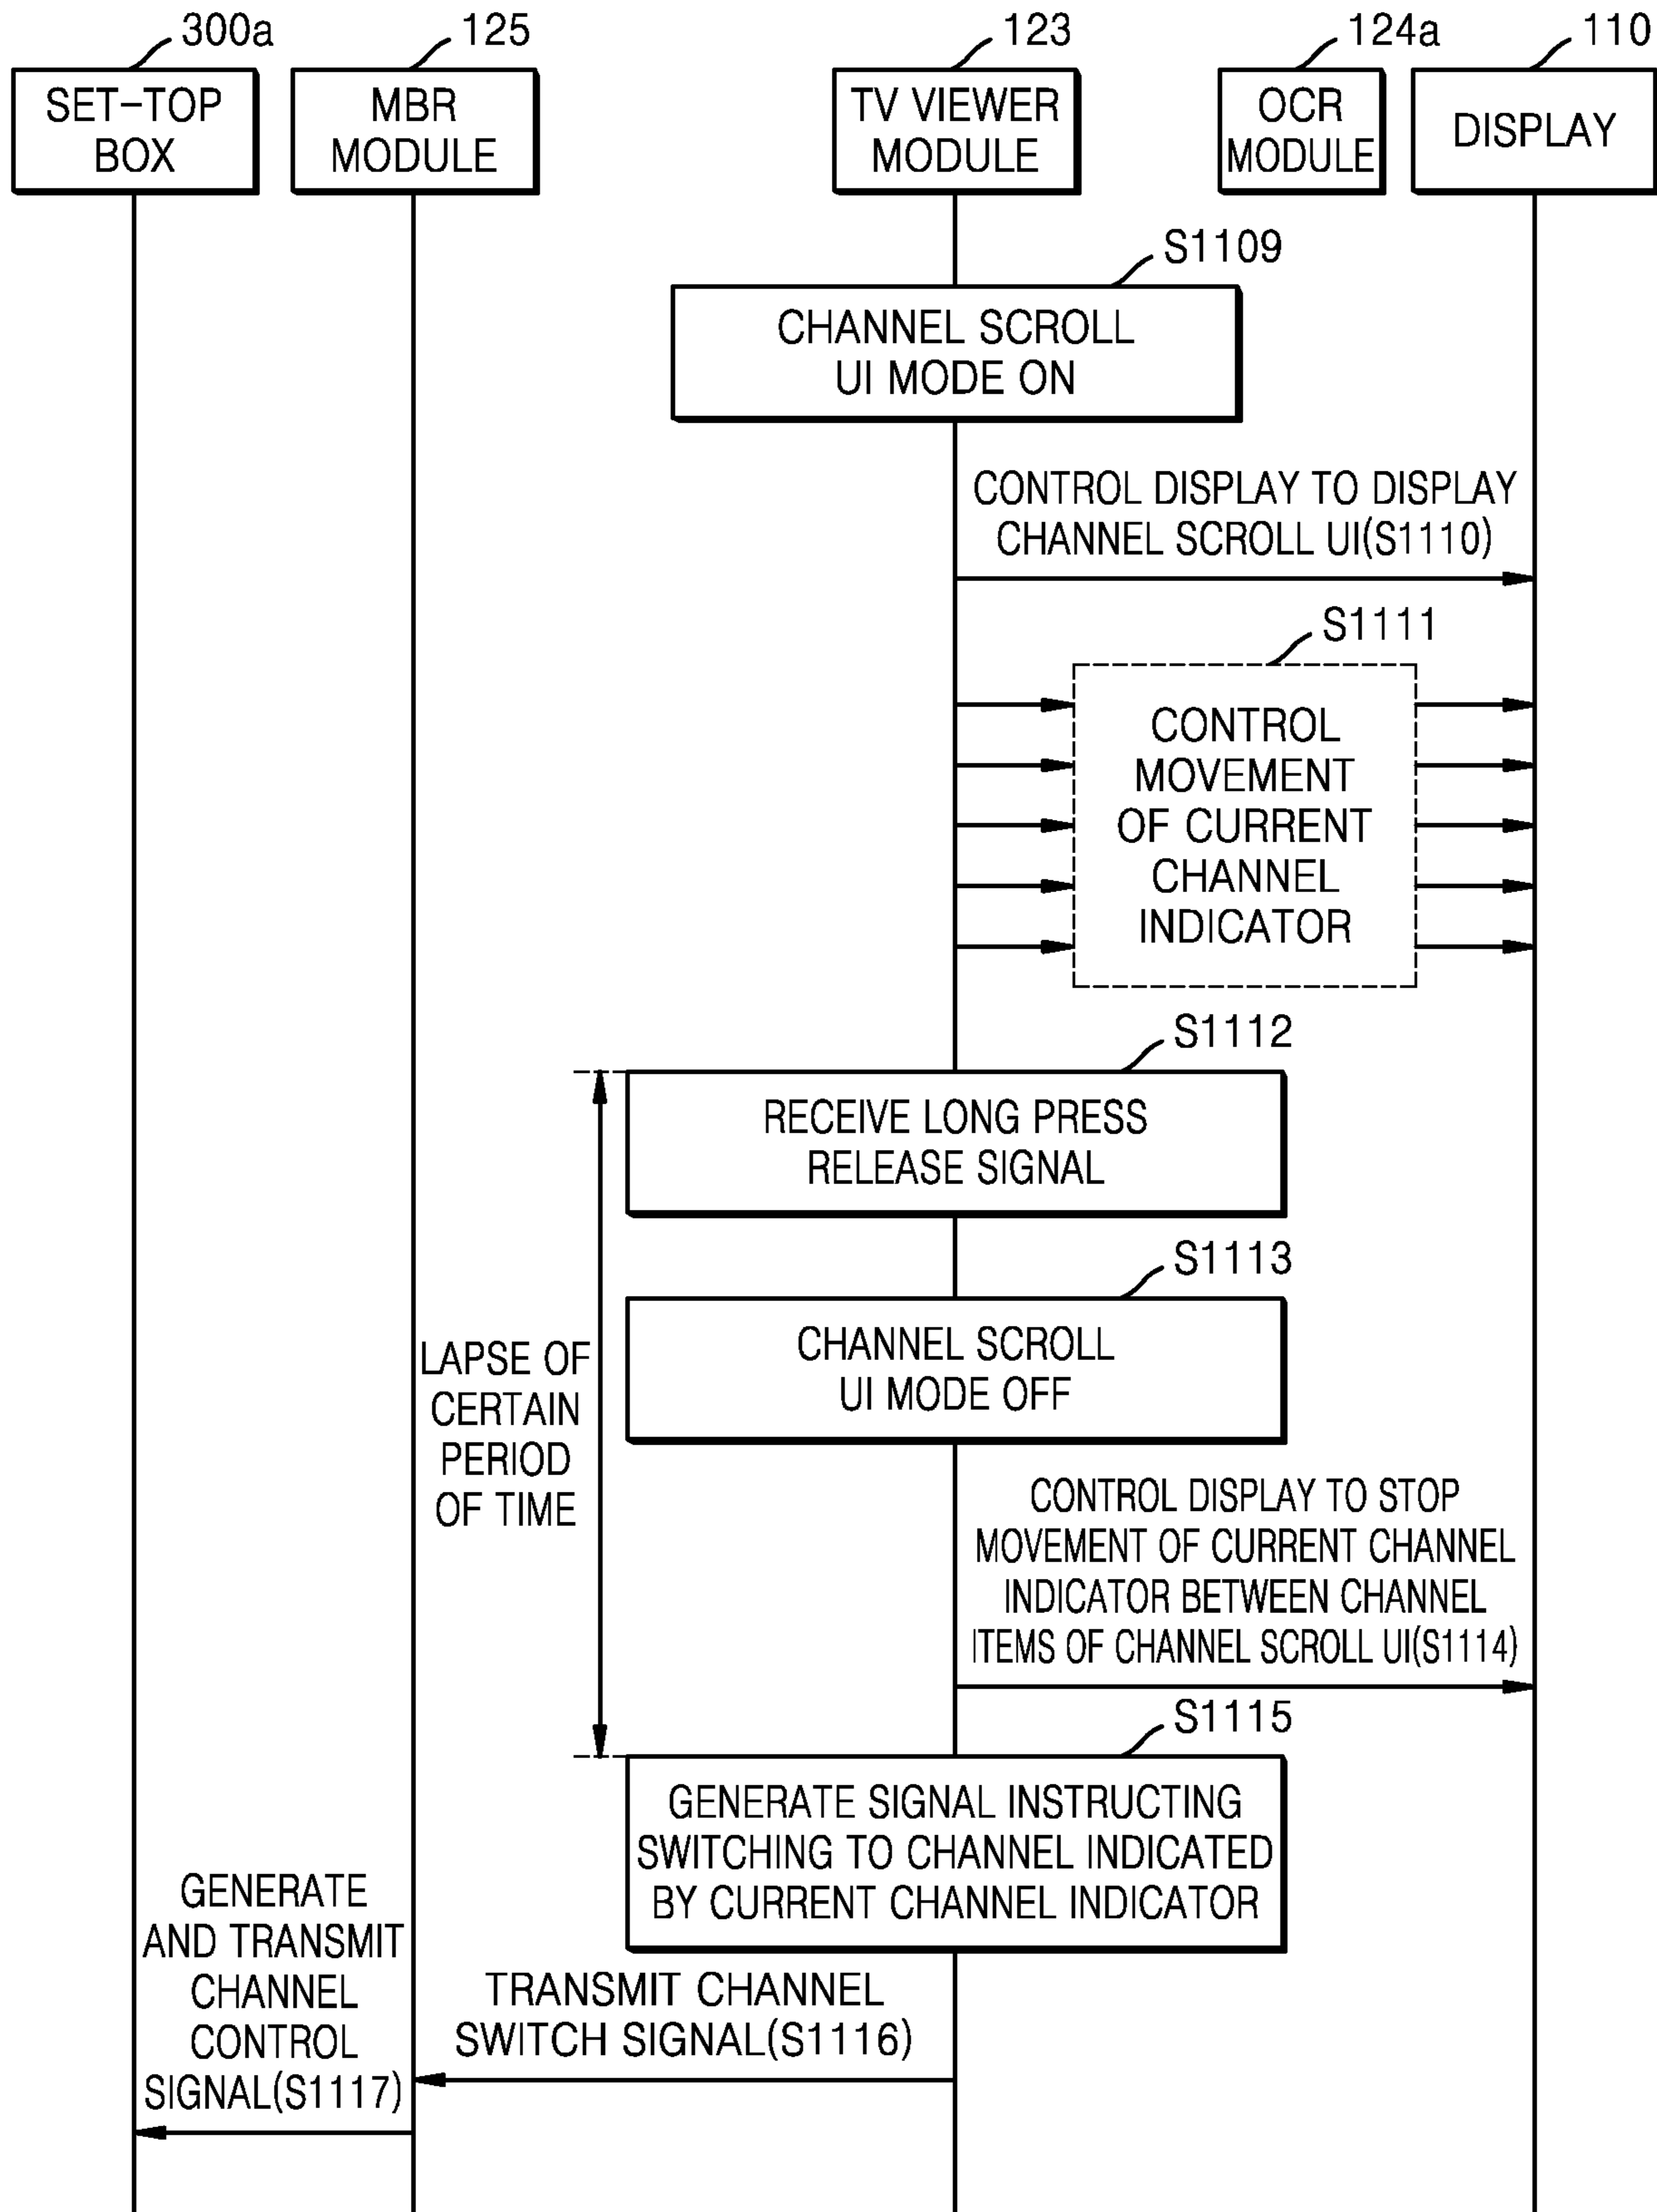 300a
125
123
124a
110
SET-TOP
BOX
MBR
MODULE
TV VIEWER
MODULE
OCR
MODULE
DISPLAY
S1109
CHANNEL SCROLL
UI MODE ON
CONTROL DISPLAY TO DISPLAY
CHANNEL SCROLL UI(S1110)
S1111
CONTROL
MOVEMENT
OF CURRENT
CHANNEL
INDICATOR
S1112
RECEIVE LONG PRESS
RELEASE SIGNAL
S1113
CHANNEL SCROLL
UI MODE OFF
LAPSE OF
CERTAIN
PERIOD
OF TIME
CONTROL DISPLAY TO STOP
MOVEMENT OF CURRENT CHANNEL
INDICATOR BETWEEN CHANNEL
ITEMS OF CHANNEL SCROLL UI(S1114)
S1115
GENERATE SIGNAL INSTRUCTING
SWITCHING TO CHANNEL INDICATED
BY CURRENT CHANNEL INDICATOR
GENERATE
AND TRANSMIT
CHANNEL
CONTROL
SIGNAL(S1117)
TRANSMIT CHANNEL
SWITCH SIGNAL(S1116)